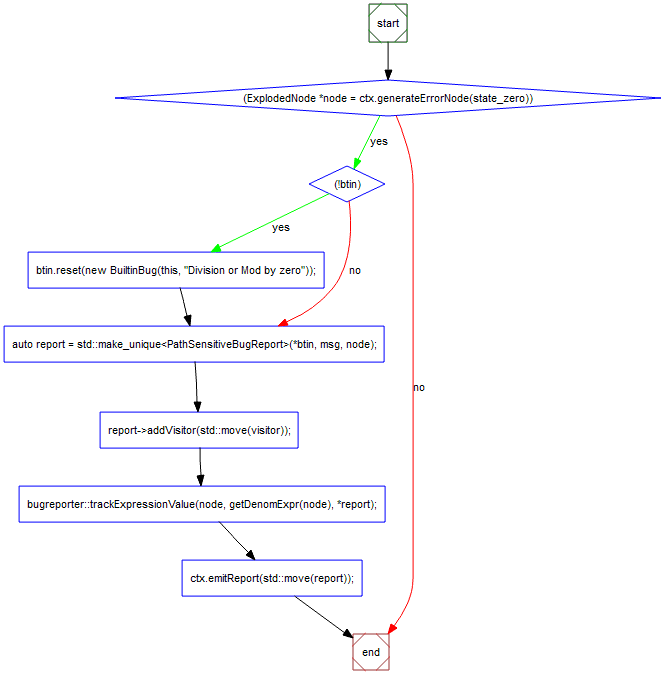 start
(ExplodedNode *node = ctx.generateErrorNode(state_zero))
yes
(!btin)
yes
btin.reset(new BuiltinBug(this, "Division or Mod by zero"));
no
auto report = std::make_unique<PathSensitiveBugReport>(*btin, msg, node);
no
report->addVisitor(std::move(visitor));
bugreporter::trackExpressionValue(node, getDenomExpr(node), *report);
ctx.emitReport(std::move(report));
end